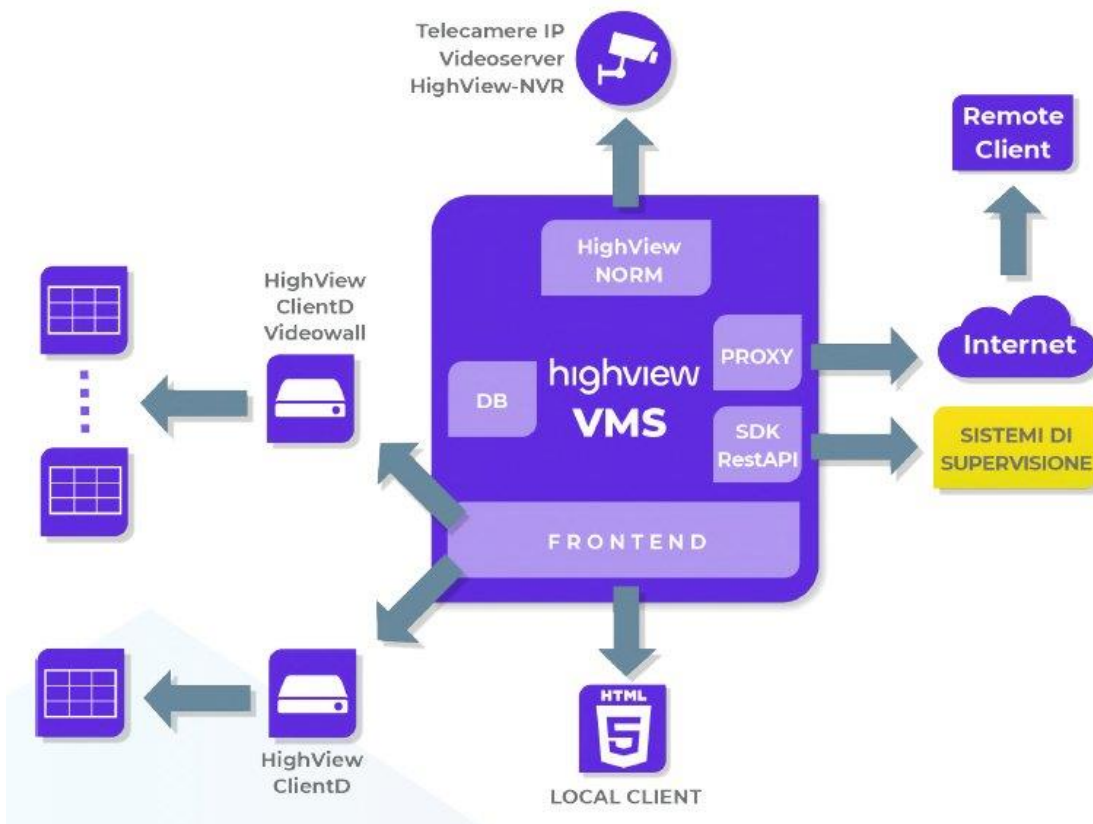 Telecamere IP
Videoserver
HighView-NVR
Remote
Client
HighView
NORM
HighView
ClientD
Videowall
PROXY
Internet
DB
highview
VMS
SDK
RestAPI
SISTEMI DI
SUPERVISIONE
FRONTEND
HTML
5
HighView
ClientD
LOCAL CLIENT